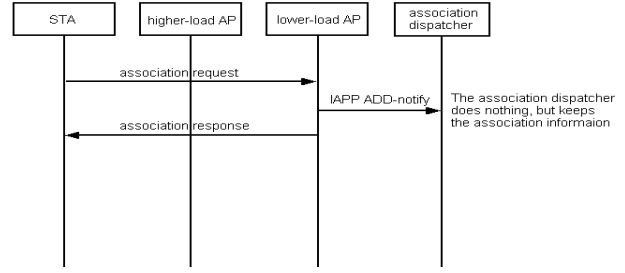 STA
higher-load AP
lower-load AP
association
dispatcher
association request
IAPP ADD-notify
The association dispatcher
does nothing, but keeps
the association informaion
association response